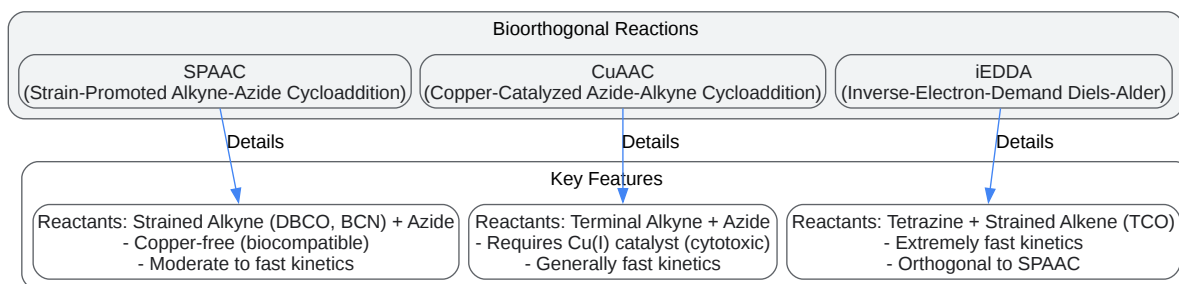 Bioorthogonal Reactions
SPAAC
(Strain-Promoted Alkyne-Azide Cycloaddition)
CuAAC
(Copper-Catalyzed Azide-Alkyne Cycloaddition)
iEDDA
(Inverse-Electron-Demand Diels-Alder)
Details
Details
Details
Key Features
Reactants: Strained Alkyne (DBCO, BCN) + Azide
- Copper-free (biocompatible)
- Moderate to fast kinetics
Reactants: Terminal Alkyne + Azide
- Requires Cu(I) catalyst (cytotoxic)
- Generally fast kinetics
Reactants: Tetrazine + Strained Alkene (TCO)
- Extremely fast kinetics
- Orthogonal to SPAAC